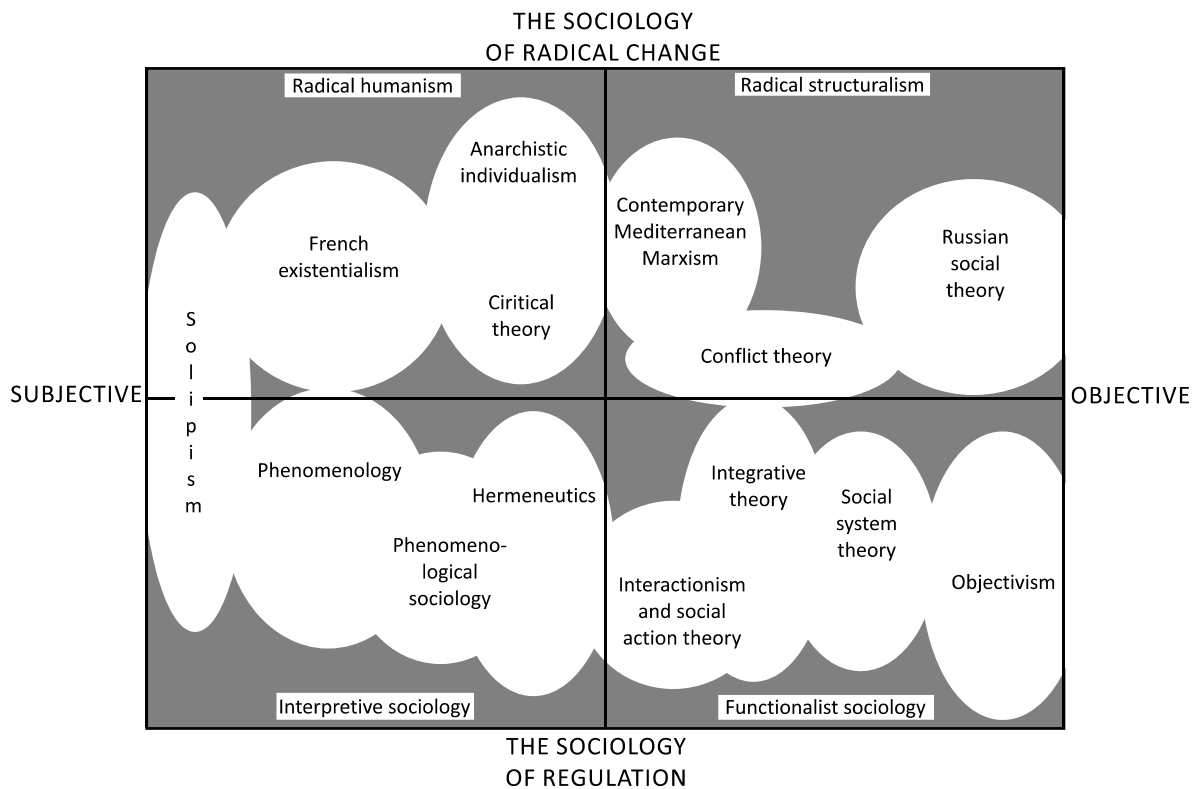 THE SOCIOLOGY
OF RADICAL CHANGE
Radical humanism
Radical structuralism
Anarchistic
individualism
French
existentialism
Ciritical
theory
Contemporary
Mediterranean
Marxism
Russian
social
theory
Conflict theory
SUBJECTIVE
OBJECTIVE
S
o
l
i
p
i
s
m
Phenomenology
Hermeneutics
Phenomeno-
logical
sociology
Integrative
theory
Social
system
theory
Interactionism
and social
action theory
Objectivism
Interpretive sociology
Functionalist sociology
THE SOCIOLOGY
OF REGULATION